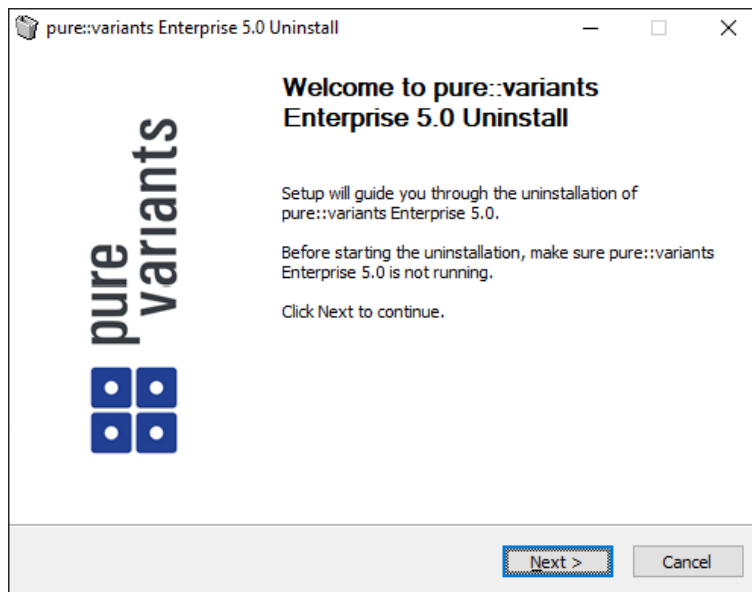 pure::variants Enterprise 5.0 Uninstall
Welcome to pure::variants
Enterprise 5.0 Uninstall
pure
variants
Setup will guide you through the uninstallation of
pure::variants Enterprise 5.0.
Before starting the uninstallation, make sure pure::variants
Enterprise 5.0 is not running.
Click Next to continue.
Next >
Cancel